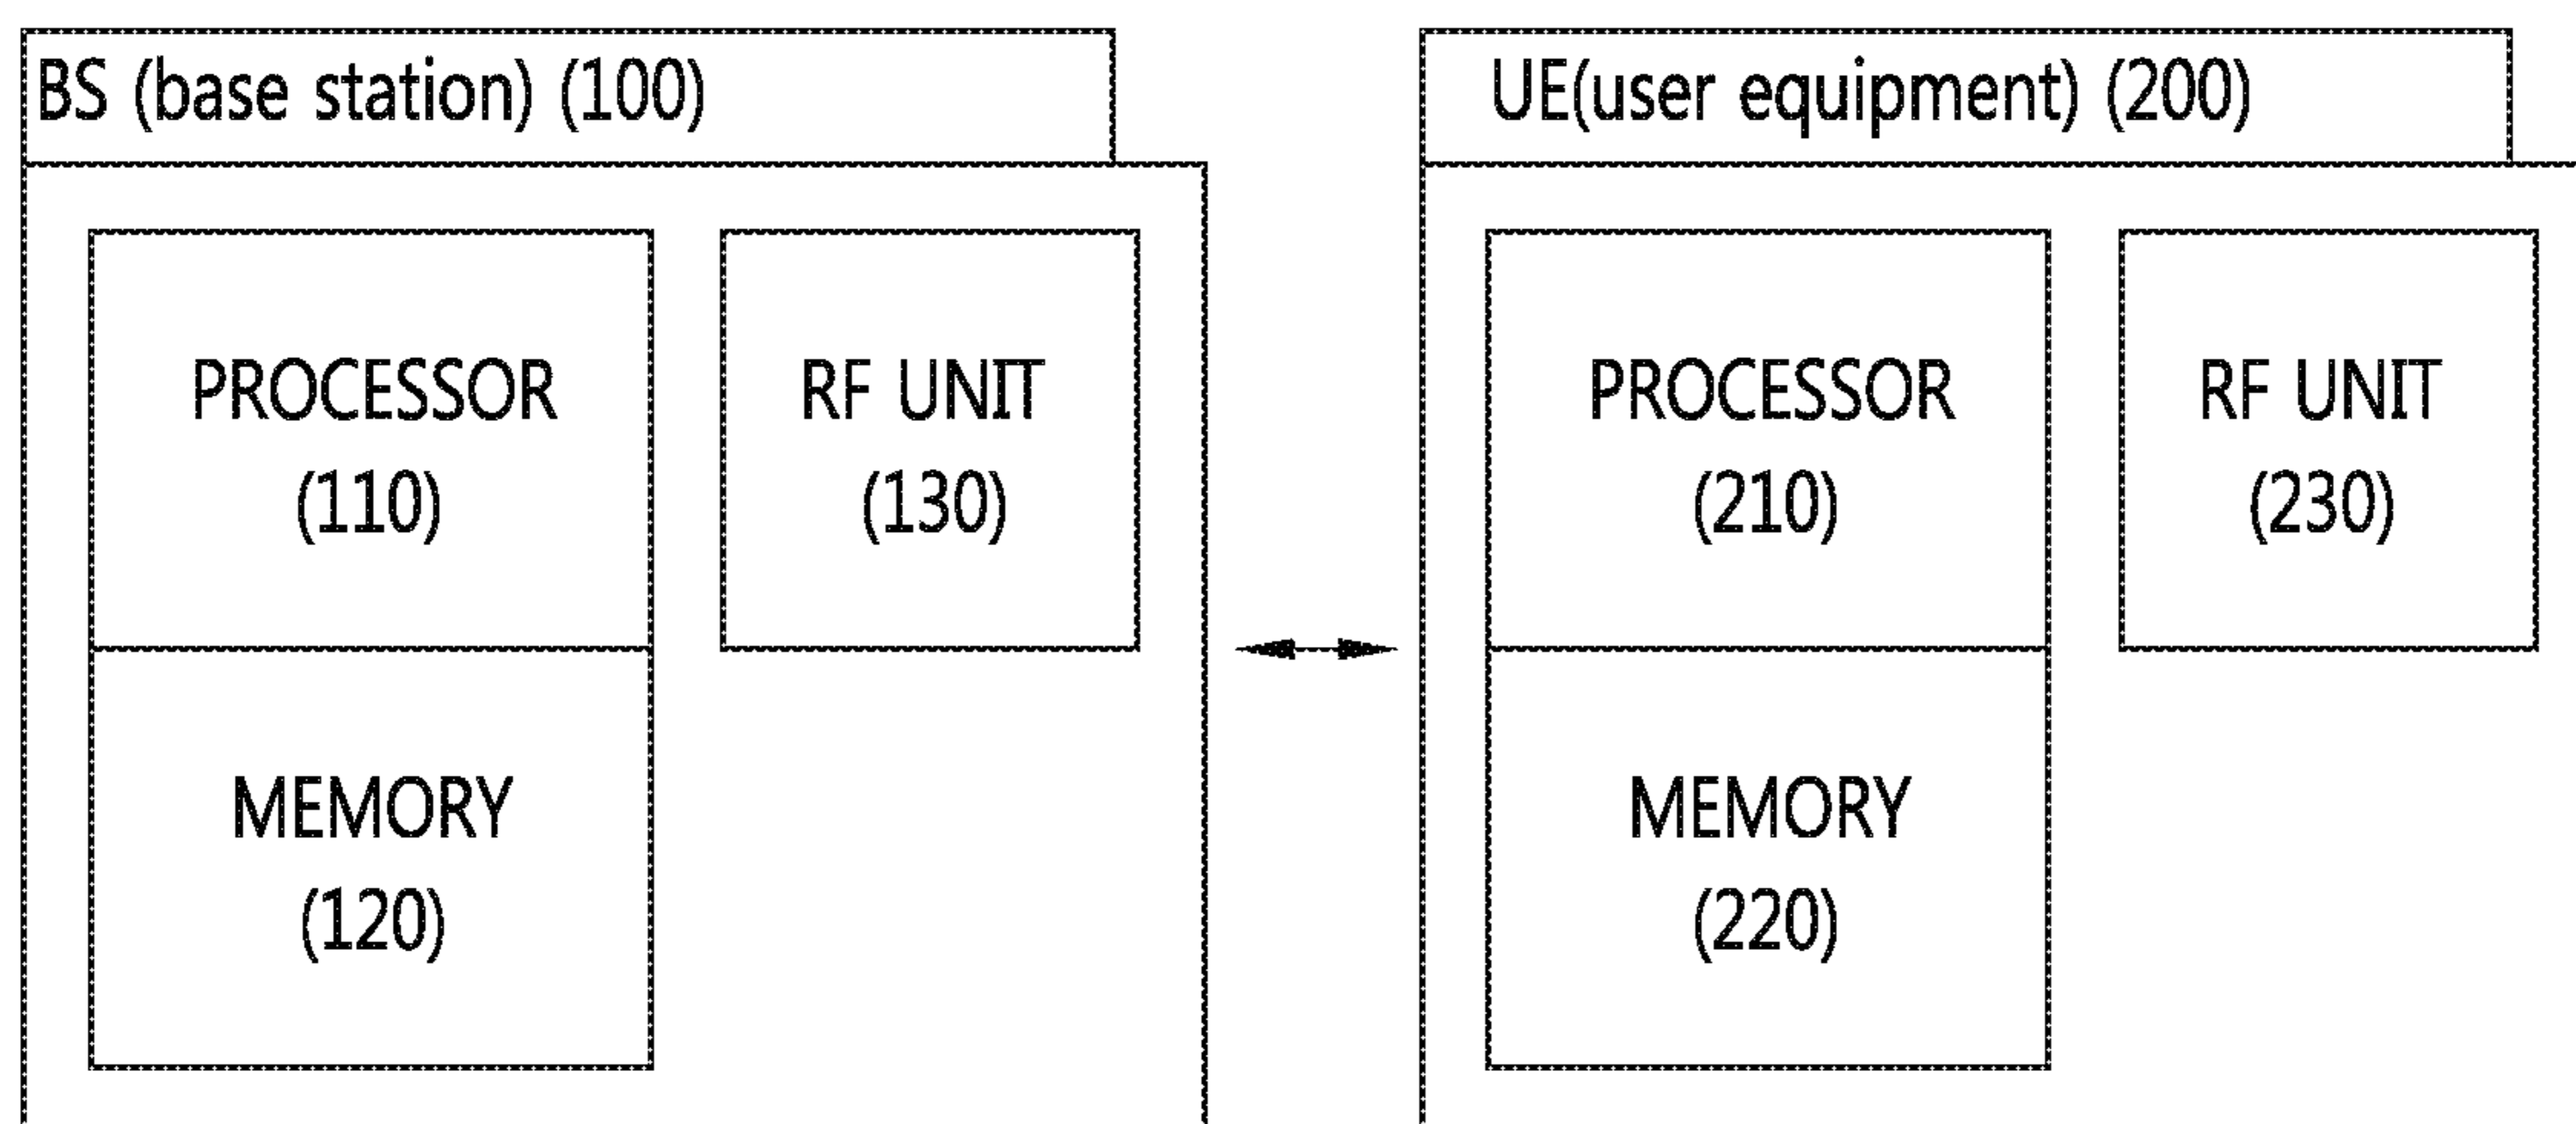 BS (base station) (100)
PROCESSOR
(110)
RF UNIT
(130)
MEMORY
(120)
UE(user equipment) (200)
PROCESSOR
(210)
RF UNIT
(230)
MEMORY
(220)